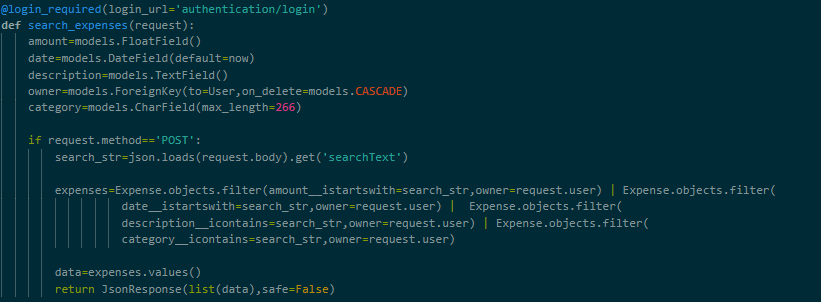 @login_required(login_url='authentication/login')
def search_expenses(request):
    amount=models.FloatField()
    date=models.DateField(default=now)
    description=models.TextField()
    owner=models.ForeignKey(to=User,on_delete=models.CASCADE)
    category=models.CharField(max_length=266)
    if request.method=='POST':
        search_str=json.loads(request.body).get('searchText')
        expenses=Expense.objects.filter(amount__istartswith=search_str,owner=request.user) | Expense.objects.filter(
                  date__istartswith=search_str,owner=request.user) |  Expense.objects.filter(
                  description__icontains=search_str,owner=request.user) | Expense.objects.filter(
                  category__icontains=search_str,owner=request.user)
        data=expenses.values()
        return JsonResponse(list(data),safe=False)